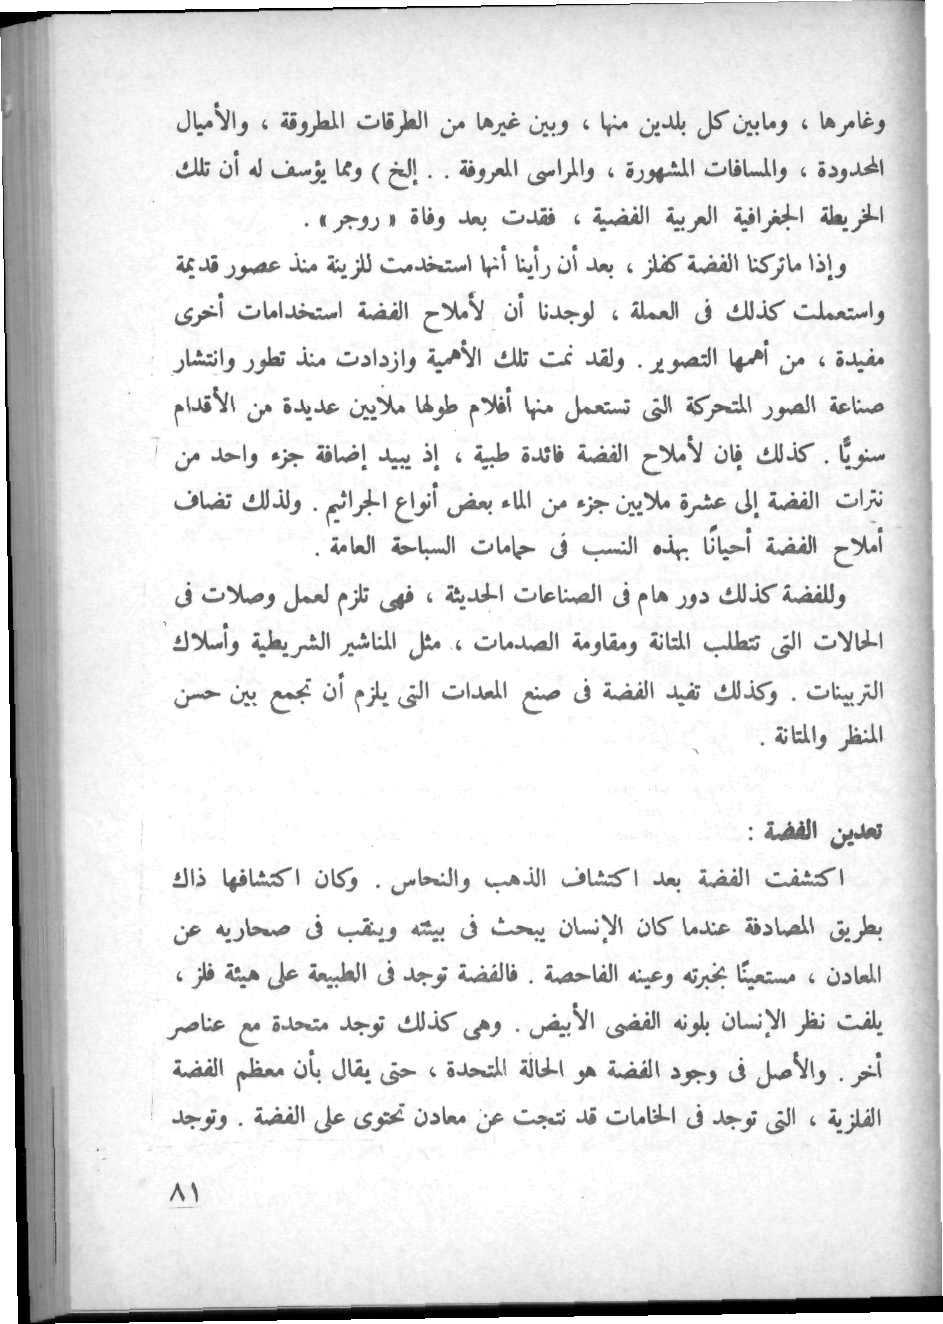 وغامرها ، ومابين كل بلدين منها ، وبين غيرها من الطرقات المطروقة ، والأميال
المحدودة ، والمسافات المشهورة ، والمراسى المعروفة . . إلخ ) ومما يؤسف له أن تلك
الخريطة الجغرافية العربية الفضية ، فقدت بعد وفاة « روجر » .
وإذا ماتركنا الفضة كفلز ، بعد أن رأينا أنها استخدمت للزينة منذ عصور قديمة
واستعملت كذلك فى العملة ، لوجدنا أن لأملاح الفضة استخدامات أخرى
مفيدة ، من أهمها التصوير . ولقد نمت تلك الأهمية وازدادت منذ تطور وانتشار
صناعة الصور المتحركة التى تستعمل منها أفلام طولها ملايين عديدة من الأقدام
سنويًّا . كذلك فإن لأملاح الفضة فائدة طبية ، إذ يبيد إضافة جزء واحد من
نترات الفضة إلى عشرة ملايين جزء من الماء بعض أنواع الجراثيم . ولذلك تضاف
أملاح الفضة أحيانًا بهذه النسب فى حمامات السباحة العامة .
وللفضة كذلك دور هام فى الصناعات الحديثة ، فهى تلزم لعمل وصلات فى
الحالات التى تتطلب المتانة ومقاومة الصدمات ، مثل المناشير الشريطية وأسلاك
التربينات . وكذلك تفيد الفضة فى صنع المعدات التى يلزم أن تجمع بين حسن
المنظر والمتانة .
تعدين الفضة :
اكتشفت الفضة بعد اكتشاف الذهب والنحاس . وكان اكتشافها ذاك
بطريق المصادفة عندما كان الإنسان يبحث فى بيئته وينقب فى صحاريه عن
المعادن ، مستعينًا بخبرته وعينه الفاحصة . فالفضة توجد فى الطبيعة على هيئة فلز ،
يلفت نظر الإنسان بلونه الفضى الأبيض . وهى كذلك توجد متحدة مع عناصر
أخر . والأصل فى وجود الفضة هو الحالة المتحدة ، حتى يقال بأن معظم الفضة
الفلزية ، التى توجد فى الخامات قد نتجت عن معادن تحتوى على الفضة . وتوجد
٨١